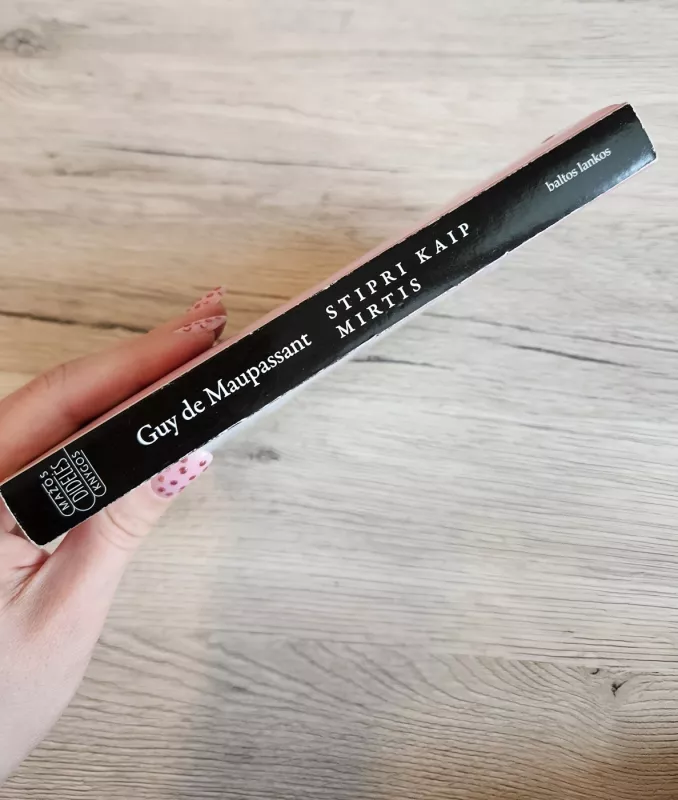 MAŽOS
DIDELĖS
KNYGOS
Guy de Maupassant
STIPRI KAIP
MIRTIS
baltos lankos